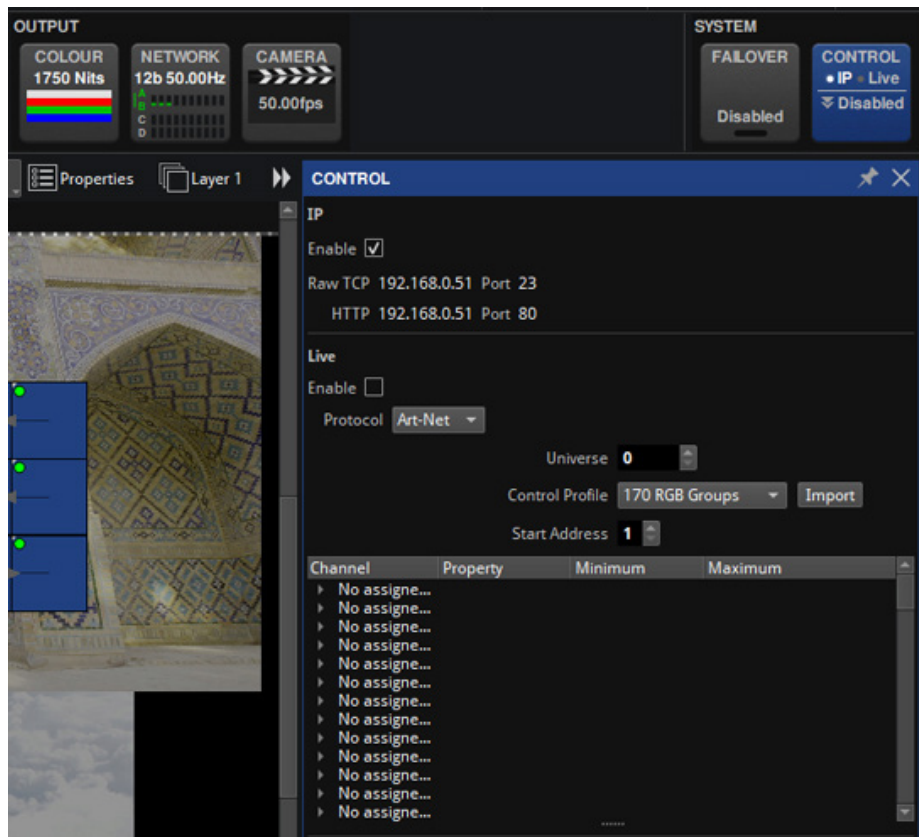 OUTPUT
SYSTEM
COLOUR
1750 Nits
NETWORK
12b 50.00Hz
A
B
C
D
CAMERA
50.00fps
FAILOVER
Disabled
CONTROL
IP Live
Disabled
Properties
Layer 1
CONTROL
IP
Enable
Raw TCP 192.168.0.51 Port 23
HTTP 192.168.0.51 Port 80
Live
Enable
Protocol Art-Net
Universe 0
Control Profile 170 RGB Groups Import
Start Address 1
Channel Property Minimum Maximum
No assigne...
No assigne...
No assigne...
No assigne...
No assigne...
No assigne...
No assigne...
No assigne...
No assigne...
No assigne...
No assigne...
No assigne...
No assigne...